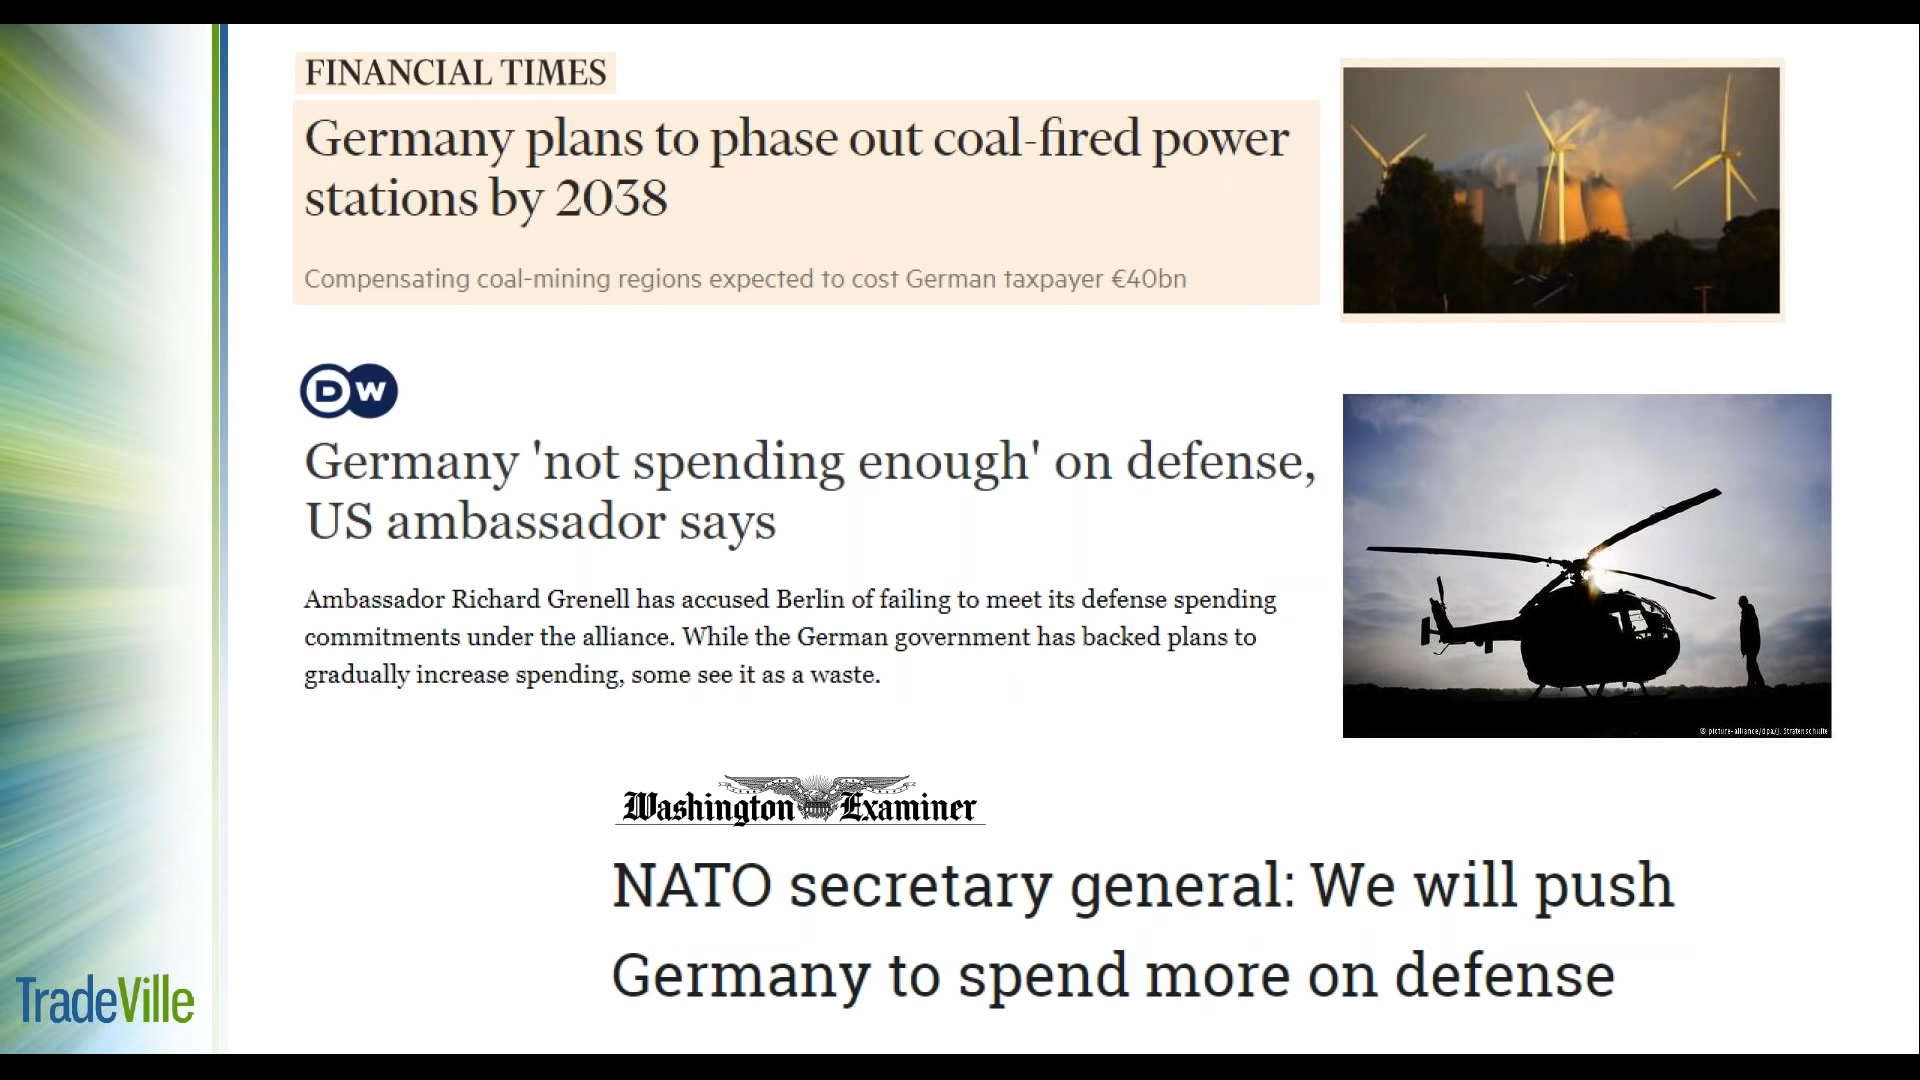 FINANCIAL TIMES
Germany plans to phase out coal-fired power
stations by 2038
Compensating coal-mining regions expected to cost German taxpayer €40bn
DW
Germany 'not spending enough' on defense,
US ambassador says
Ambassador Richard Grenell has accused Berlin of failing to meet its defense spending
commitments under the alliance. While the German government has backed plans to
gradually increase spending, some see it as a waste.
© picture-alliance/dpa/J. Stratenschulte
Washington Examiner
NATO secretary general: We will push
Germany to spend more on defense
TradeVille